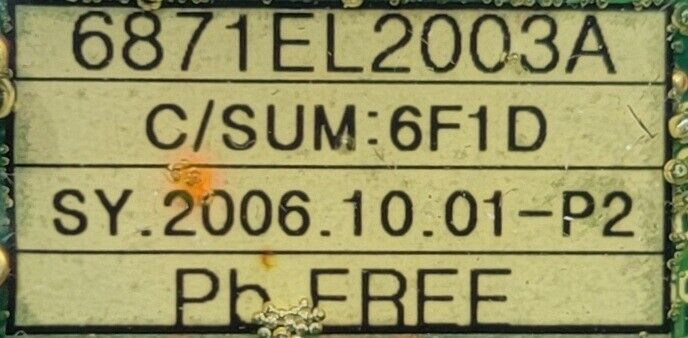 6871EL2003A
C/SUM:6F1D
SY.2006.10.01-P2
Pb FREE